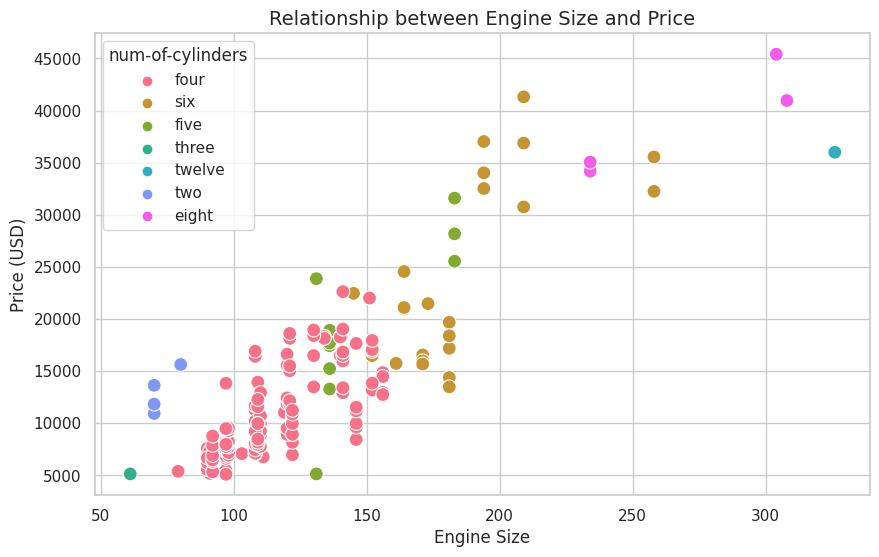 Relationship between Engine Size and Price
num-of-cylinders
four
six
five
three
twelve
two
eight
45000
40000
35000
30000
25000
20000
15000
10000
5000
Price (USD)
50 100 150 200 250 300
Engine Size